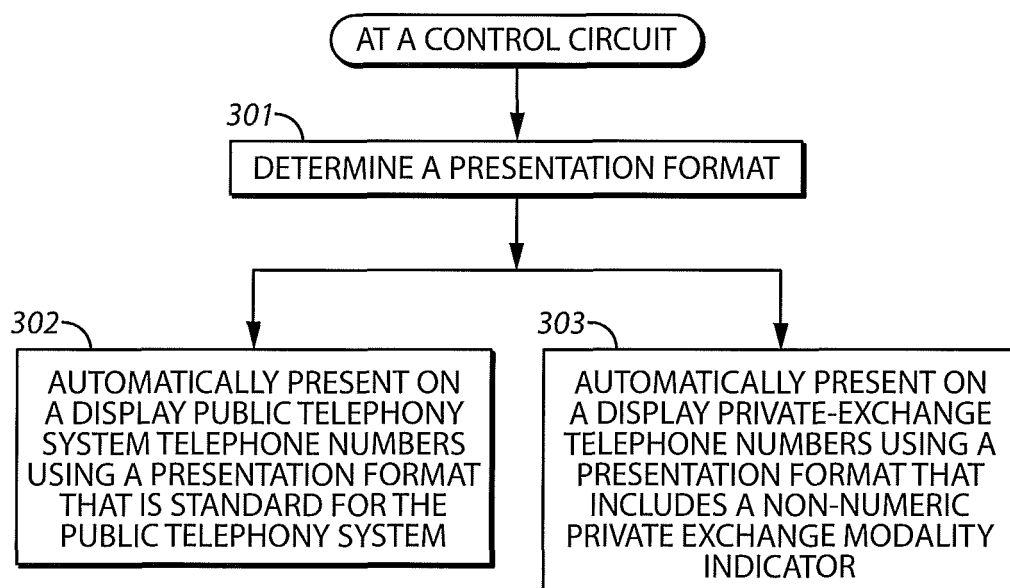 AT A CONTROL CIRCUIT
301
DETERMINE A PRESENTATION FORMAT
302
AUTOMATICALLY PRESENT ON
A DISPLAY PUBLIC TELEPHONY
SYSTEM TELEPHONE NUMBERS
USING A PRESENTATION FORMAT
THAT IS STANDARD FOR THE
PUBLIC TELEPHONY SYSTEM
303
AUTOMATICALLY PRESENT ON
A DISPLAY PRIVATE-EXCHANGE
TELEPHONE NUMBERS USING A
PRESENTATION FORMAT THAT
INCLUDES A NON-NUMERIC
PRIVATE EXCHANGE MODALITY
INDICATOR